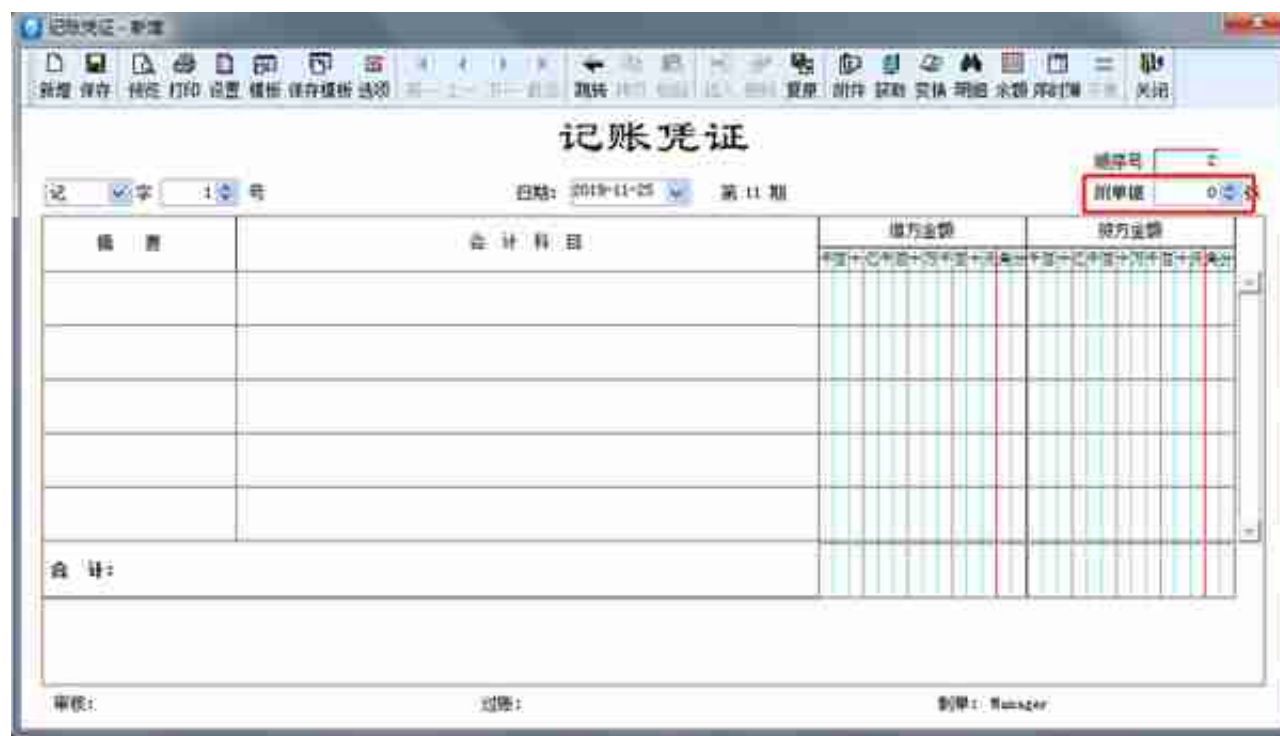 记账凭证 - 新增
新增 保存 预览 打印 设置 模板 保存模板 选项 跳转 复原 附件 获取 变换 明细 余额 序时簿 关闭
记账凭证
顺序号
记 字 1 号 日期: 2019-11-25 第 11 期 附单据 0
摘 要 会计科目 借方金额 贷方金额
合 计:
审核: 过账: 制单: Manager